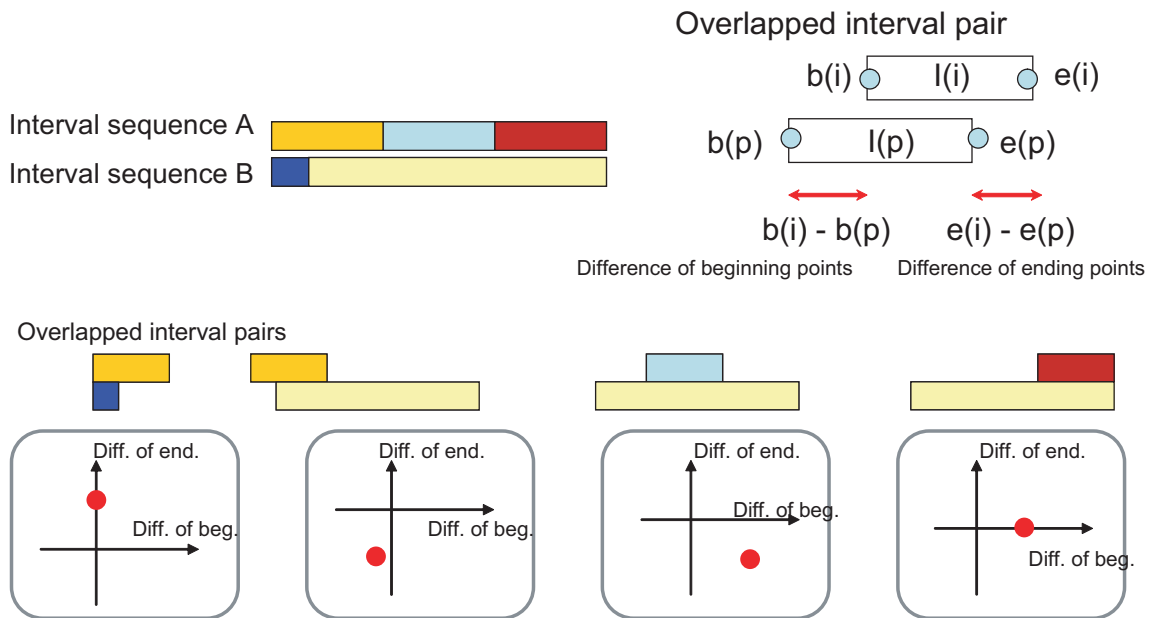 Overlapped interval pair
b(i) I(i) e(i)
Interval sequence A
b(p) I(p) e(p)
Interval sequence B
b(i) - b(p) e(i) - e(p)
Difference of beginning points Difference of ending points
Overlapped interval pairs
Diff. of end. Diff. of end. Diff. of end. Diff. of end.
Diff. of beg. Diff. of beg. Diff. of beg. Diff. of beg.